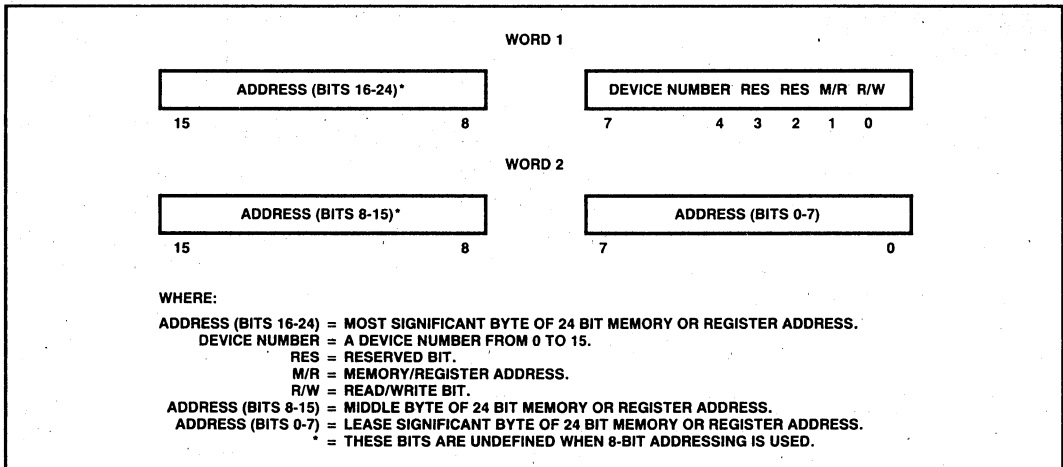 WORD 1
ADDRESS (BITS 16-24)* DEVICE NUMBER RES RES M/R R/W
15 8 7 4 3 2 1 0
WORD 2
ADDRESS (BITS 8-15)* ADDRESS (BITS 0-7)
15 8 7 0
WHERE:
ADDRESS (BITS 16-24) = MOST SIGNIFICANT BYTE OF 24 BIT MEMORY OR REGISTER ADDRESS.
DEVICE NUMBER = A DEVICE NUMBER FROM 0 TO 15.
RES = RESERVED BIT.
M/R = MEMORY/REGISTER ADDRESS.
R/W = READ/WRITE BIT.
ADDRESS (BITS 8-15) = MIDDLE BYTE OF 24 BIT MEMORY OR REGISTER ADDRESS.
ADDRESS (BITS 0-7) = LEASE SIGNIFICANT BYTE OF 24 BIT MEMORY OR REGISTER ADDRESS.
* = THESE BITS ARE UNDEFINED WHEN 8-BIT ADDRESSING IS USED.